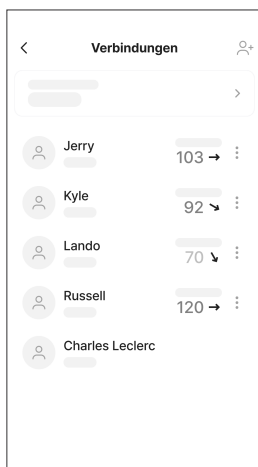 Verbindungen
Jerry
103 →
Kyle
92 ➘
Lando
70 ➘
Russell
120 →
Charles Leclerc